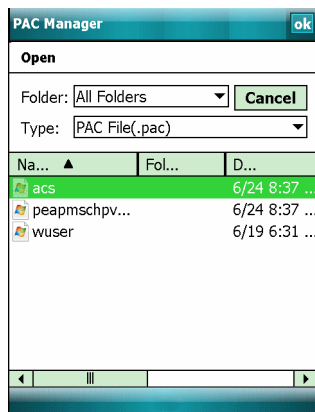 PAC Manager ok
Open
Folder: All Folders Cancel
Type: PAC File(.pac)
Na... Fol... D...
acs 6/24 8:37 ...
peapmschpv... 6/24 8:37 ...
wuser 6/19 6:31 ...